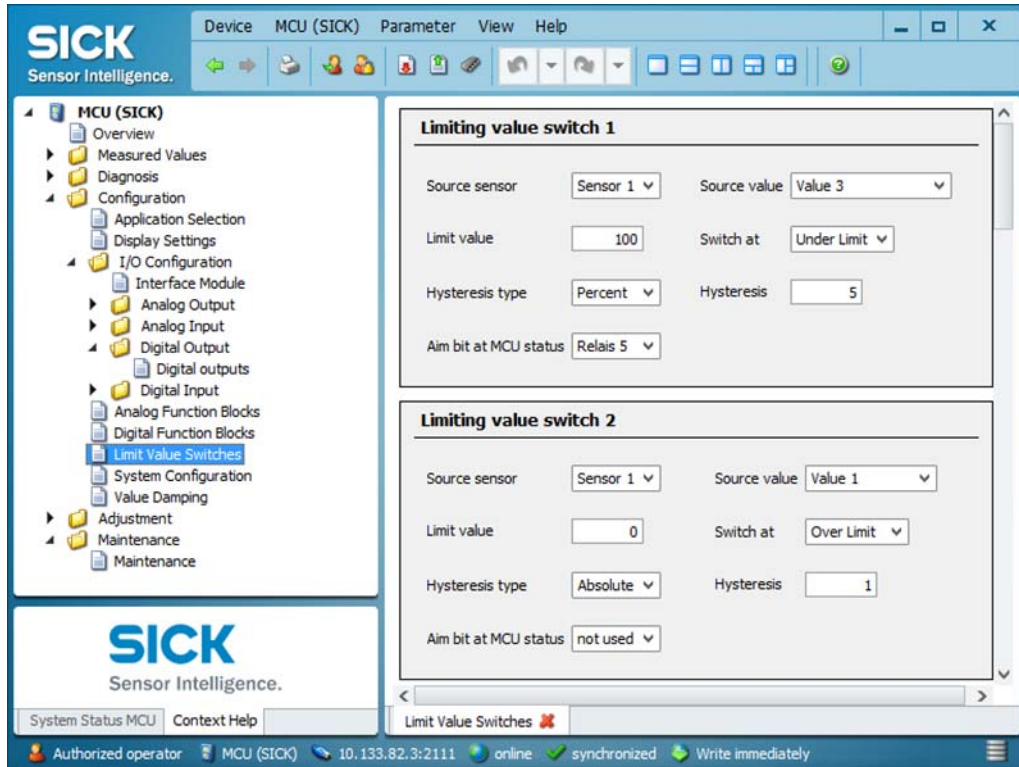 SICK
Sensor Intelligence.
Device MCU (SICK) Parameter View Help
MCU (SICK)
Overview
Measured Values
Diagnosis
Configuration
Application Selection
Display Settings
I/O Configuration
Interface Module
Analog Output
Analog Input
Digital Output
Digital outputs
Digital Input
Analog Function Blocks
Digital Function Blocks
Limit Value Switches
System Configuration
Value Damping
Adjustment
Maintenance
Maintenance
SICK
Sensor Intelligence.
System Status MCU Context Help
Limiting value switch 1
Source sensor Sensor 1 Source value Value 3
Limit value 100 Switch at Under Limit
Hysteresis type Percent Hysteresis 5
Aim bit at MCU status Relais 5
Limiting value switch 2
Source sensor Sensor 1 Source value Value 1
Limit value 0 Switch at Over Limit
Hysteresis type Absolute Hysteresis 1
Aim bit at MCU status not used
Limit Value Switches
Authorized operator MCU (SICK) 10.133.82.3:2111 online synchronized Write immediately